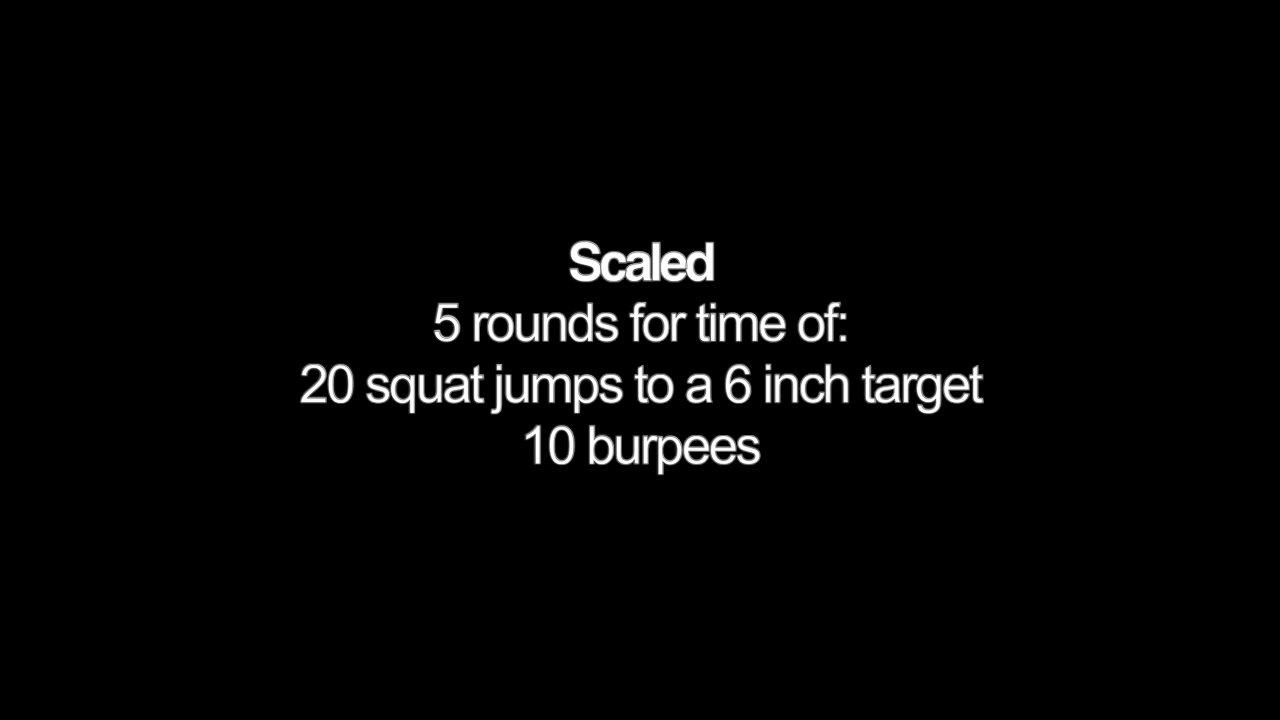 Scaled
5 rounds for time of:
20 squat jumps to a 6 inch target
10 burpees